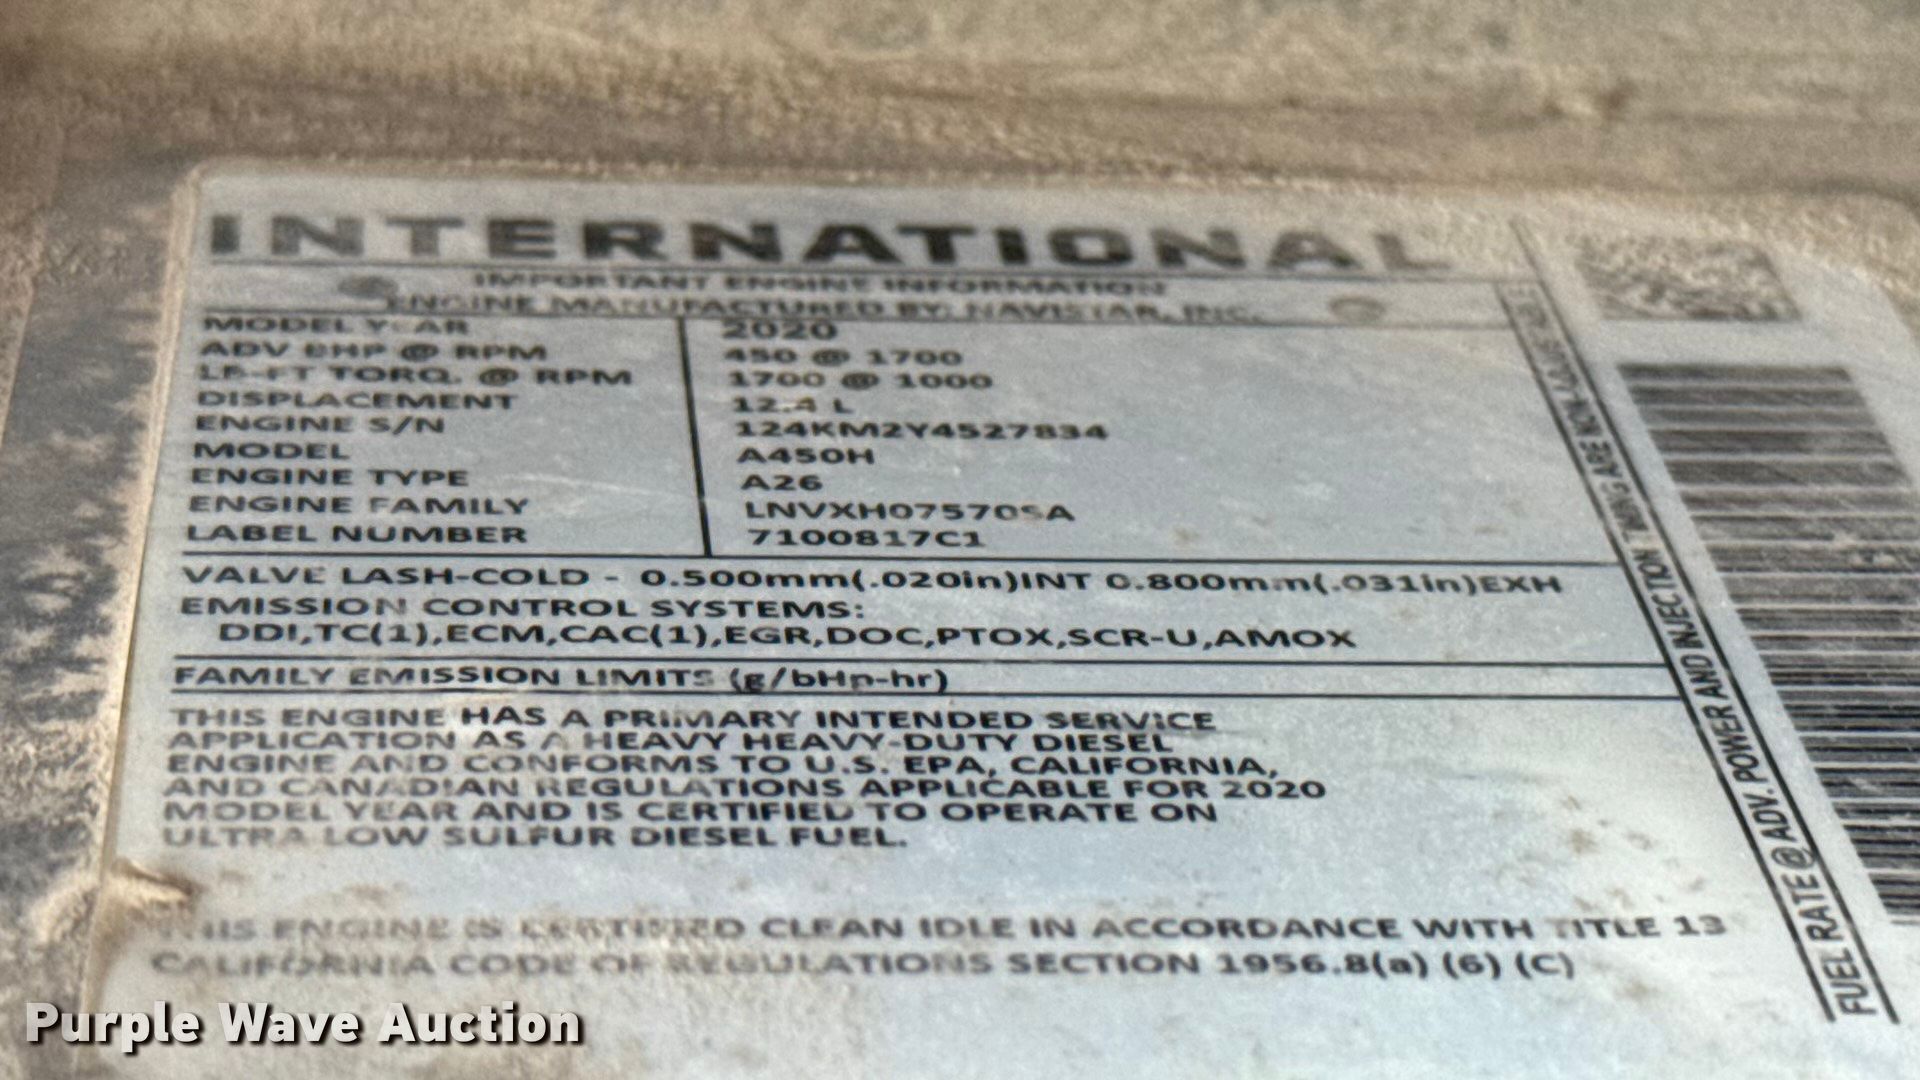 INTERNATIONAL
IMPORTANT ENGINE INFORMATION
ENGINE MANUFACTURED BY: NAVISTAR, INC.
MODEL YEAR 2020
ADV BHP @ RPM 450 @ 1700
LB-FT TORQ. @ RPM 1700 @ 1000
DISPLACEMENT 12.4 L
ENGINE S/N 124KM2Y4527834
MODEL A450H
ENGINE TYPE A26
ENGINE FAMILY LNVXH07570SA
LABEL NUMBER 7100817C1
VALVE LASH-COLD - 0.500mm(.020in)INT 0.800mm(.031in)EXH
EMISSION CONTROL SYSTEMS:
DDI,TC(1),ECM,CAC(1),EGR,DOC,PTOX,SCR-U,AMOX
FAMILY EMISSION LIMITS (g/bHp-hr)
THIS ENGINE HAS A PRIMARY INTENDED SERVICE
APPLICATION AS A HEAVY HEAVY-DUTY DIESEL
ENGINE AND CONFORMS TO U.S. EPA, CALIFORNIA,
AND CANADIAN REGULATIONS APPLICABLE FOR 2020
MODEL YEAR AND IS CERTIFIED TO OPERATE ON
ULTRA LOW SULFUR DIESEL FUEL.
THIS ENGINE IS CERTIFIED CLEAN IDLE IN ACCORDANCE WITH TITLE 13
CALIFORNIA CODE OF REGULATIONS SECTION 1956.8(a) (6) (C)
FUEL RATE @ ADV. POWER AND INJECTION TIMING ARE NON-ADJUSTABLE
Purple Wave Auction